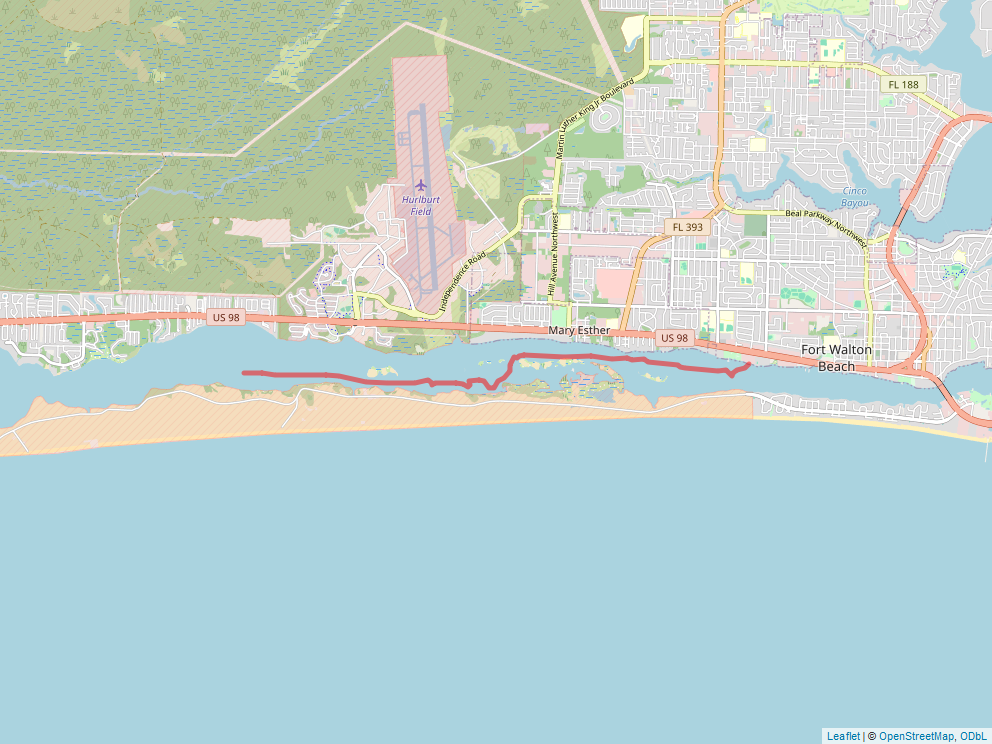 FL 188
Martin Luther King Jr Boulevard
Hurlburt
Field
Cinco
Bayou
Beal Parkway Northwest
FL 393
Hill Avenue Northwest
Independence Road
US 98
Mary Esther
US 98
Fort Walton
Beach
Leaflet | © OpenStreetMap, ODbL